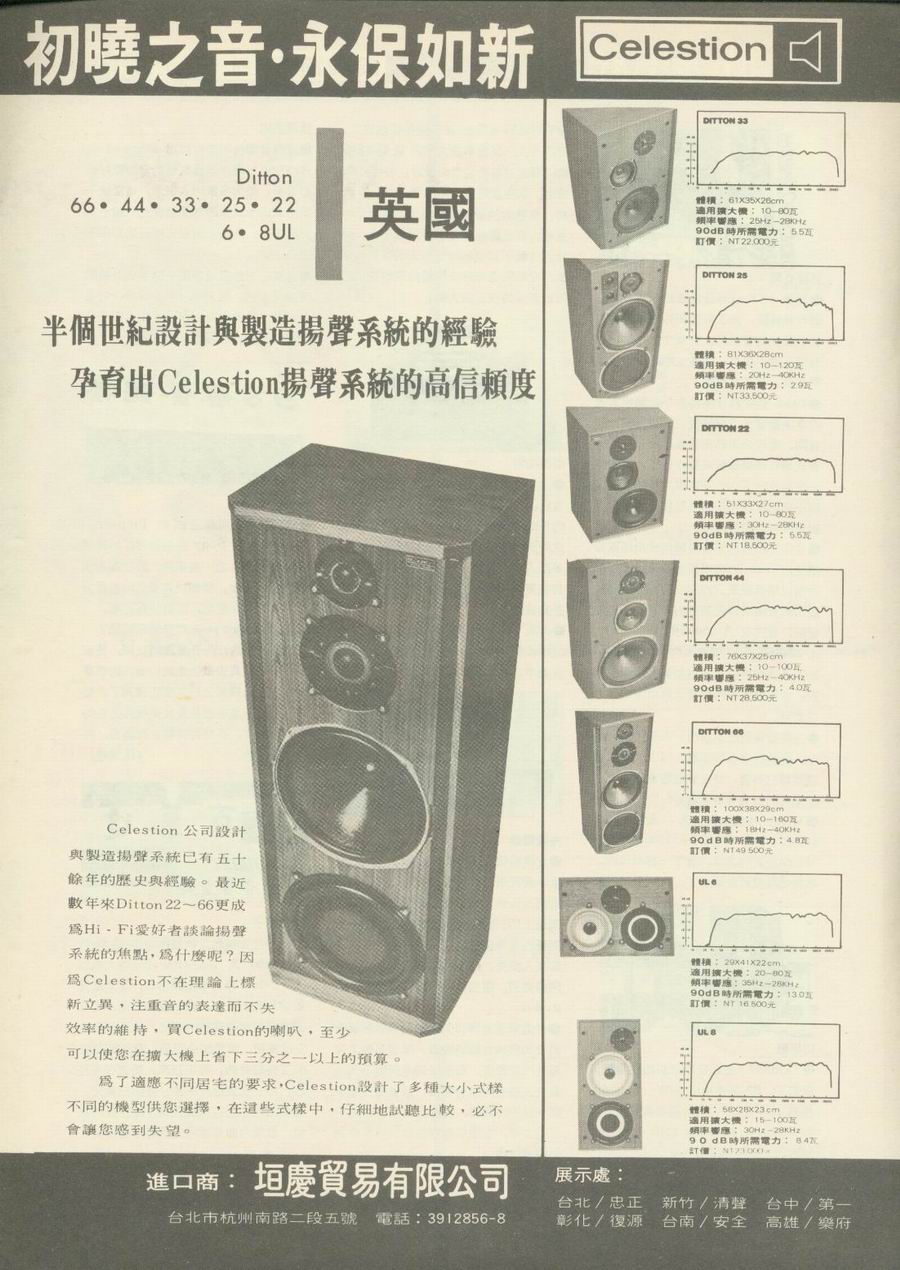 初曉之音·永保如新
Celestion
Ditton
66• 44• 33• 25• 22
6• 8UL
英國
半個世紀設計與製造揚聲系統的經驗
孕育出Celestion揚聲系統的高信賴度
Celestion 公司設計
與製造揚聲系統已有五十
餘年的歷史與經驗。最近
數年來Ditton 22～66更成
爲Hi - Fi愛好者談論揚聲
系統的焦點，爲什麼呢？因
爲Celestion不在理論上標
新立異，注重音的表達而不失
效率的維持，買Celestion的喇叭，至少
可以使您在擴大機上省下三分之一以上的預算。
爲了適應不同居宅的要求，Celestion設計了多種大小式樣
不同的機型供您選擇，在這些式樣中，仔細地試聽比較，必不
會讓您感到失望。
DITTON 33
體積：61X35X26cm
適用擴大機：10—80瓦
頻率響應：25Hz—28KHz
90dB時所需電力：5.5瓦
訂價：NT22,000元
DITTON 25
體積：81X36X28cm
適用擴大機：10—120瓦
頻率響應：20Hz—40KHz
90dB時所需電力：2.9瓦
訂價：NT33,500元
DITTON 22
體積：51X33X27cm
適用擴大機：10—80瓦
頻率響應：30Hz—28KHz
90dB時所需電力：5.5瓦
訂價：NT18,500元
DITTON 44
體積：76X37X25cm
適用擴大機：10—100瓦
頻率響應：25Hz—40KHz
90dB時所需電力：4.0瓦
訂價：NT28,500元
DITTON 66
體積：100X38X29cm
適用擴大機：10—160瓦
頻率響應：18Hz—40KHz
90dB時所需電力：4.8瓦
訂價：NT49,500元
UL 6
體積：29X41X22cm
適用擴大機：20—80瓦
頻率響應：35Hz—28KHz
90dB時所需電力：13.0瓦
訂價：NT 16,500元
UL 8
體積：58X28X23cm
適用擴大機：15—100瓦
頻率響應：30Hz—28KHz
90dB時所需電力：8.4瓦
訂價：NT23,000元
進口商：垣慶貿易有限公司
台北市杭州南路二段五號 電話：3912856-8
展示處：
台北／忠正 新竹／清聲 台中／第一
彰化／復源 台南／安全 高雄／樂府